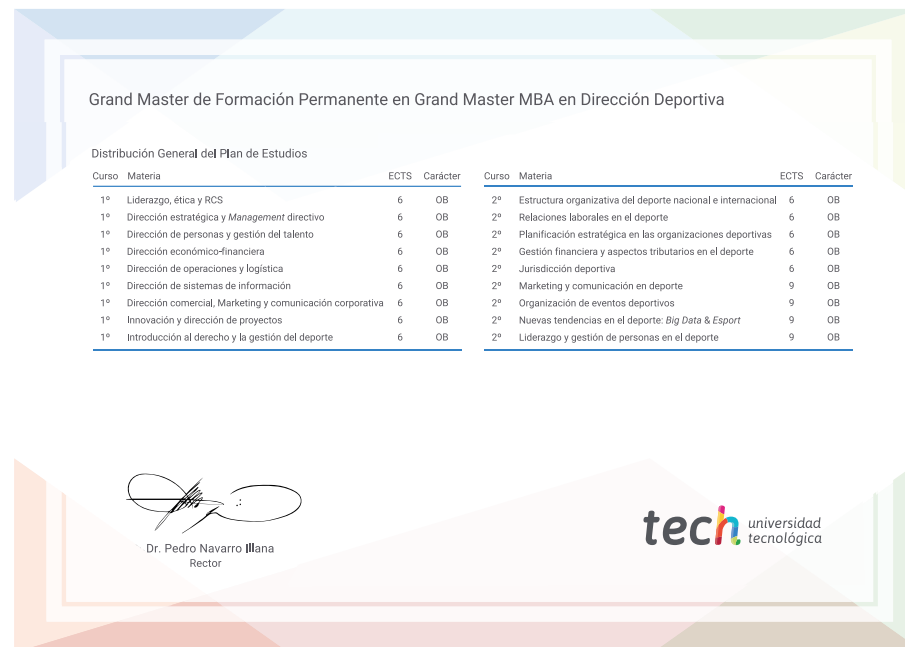 Grand Master de Formación Permanente en Grand Master MBA en Dirección Deportiva
Distribución General del Plan de Estudios
Curso Materia ECTS Carácter
1º Liderazgo, ética y RCS 6 OB
1º Dirección estratégica y Management directivo 6 OB
1º Dirección de personas y gestión del talento 6 OB
1º Dirección económico-financiera 6 OB
1º Dirección de operaciones y logística 6 OB
1º Dirección de sistemas de información 6 OB
1º Dirección comercial, Marketing y comunicación corporativa 6 OB
1º Innovación y dirección de proyectos 6 OB
1º Introducción al derecho y la gestión del deporte 6 OB
Curso Materia ECTS Carácter
2º Estructura organizativa del deporte nacional e internacional 6 OB
2º Relaciones laborales en el deporte 6 OB
2º Planificación estratégica en las organizaciones deportivas 6 OB
2º Gestión financiera y aspectos tributarios en el deporte 6 OB
2º Jurisdicción deportiva 6 OB
2º Marketing y comunicación en deporte 9 OB
2º Organización de eventos deportivos 9 OB
2º Nuevas tendencias en el deporte: Big Data & Esport 9 OB
2º Liderazgo y gestión de personas en el deporte 9 OB
Dr. Pedro Navarro Illana
Rector
tech universidad
tecnológica